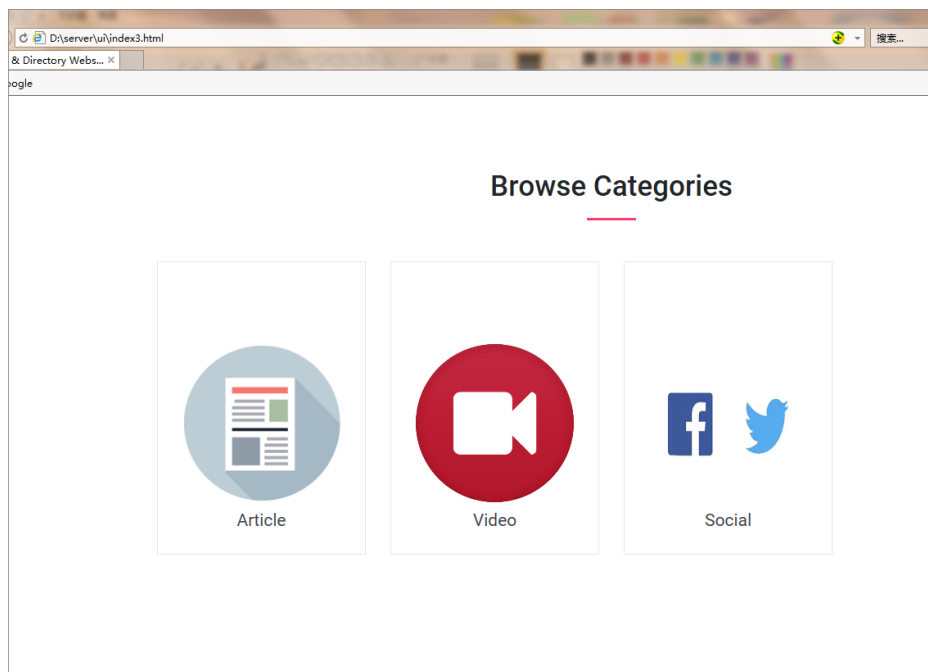 D:\server\ui\index3.html
搜索...
& Directory Webs...
oogle
Browse Categories
Article
Video
Social